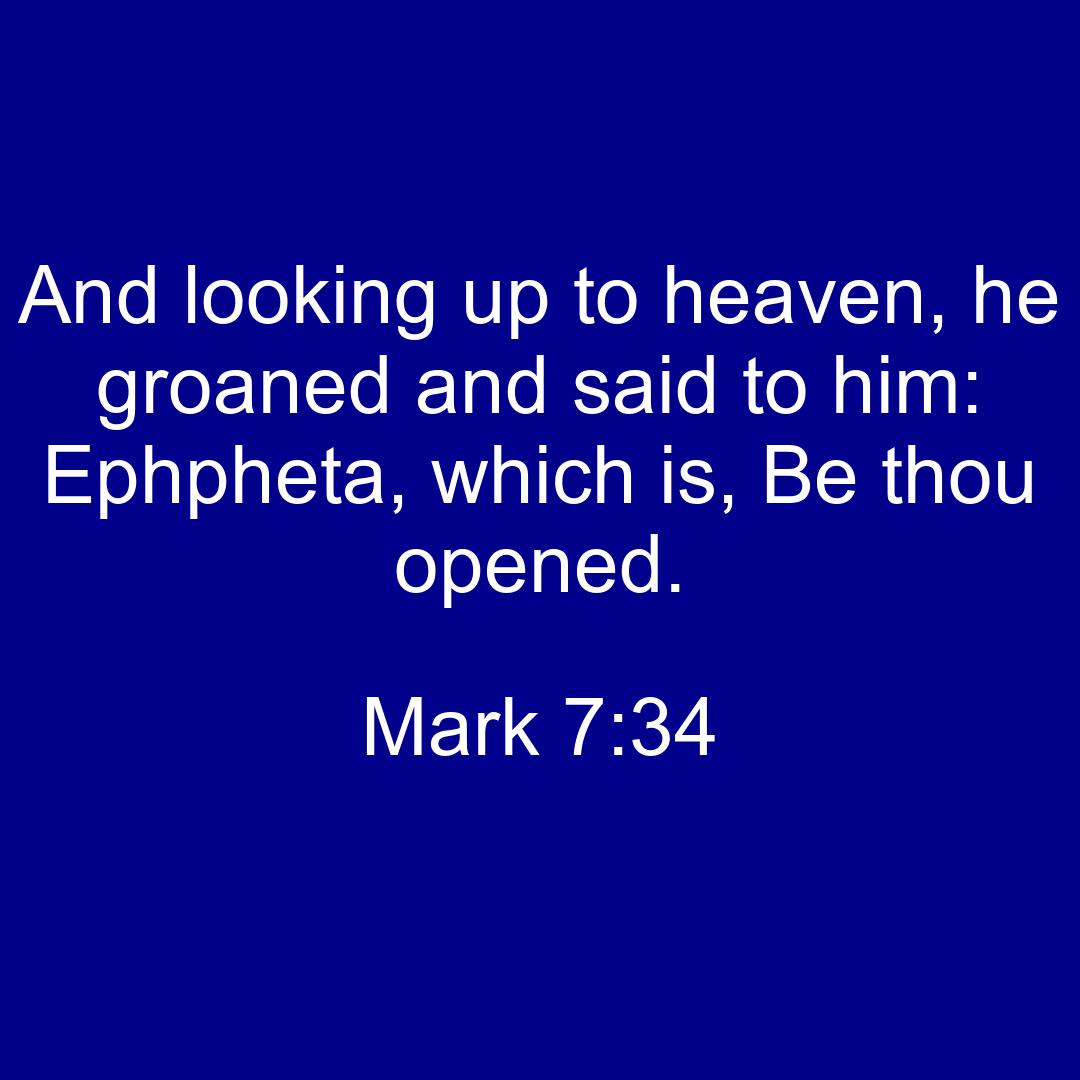 And looking up to heaven, he
groaned and said to him:
Ephpheta, which is, Be thou
opened.
Mark 7:34